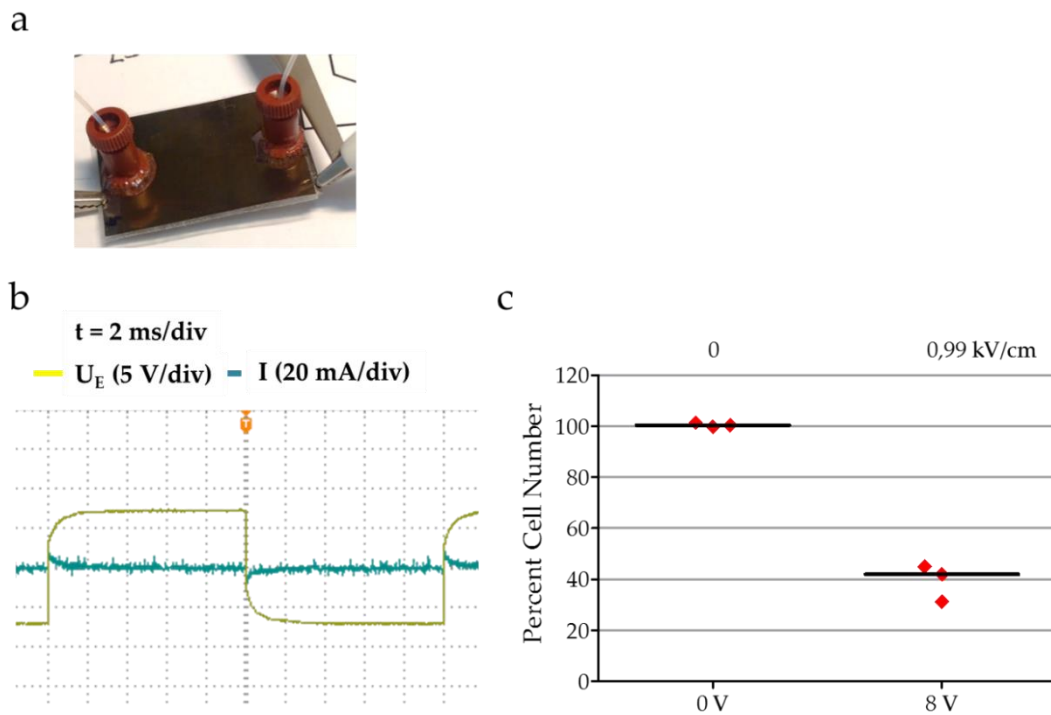 a
b
t = 2 ms/div
U_E (5 V/div) I (20 mA/div)
T
c
0 0,99 kV/cm
Percent Cell Number
120
100
80
60
40
20
0
0 V 8 V